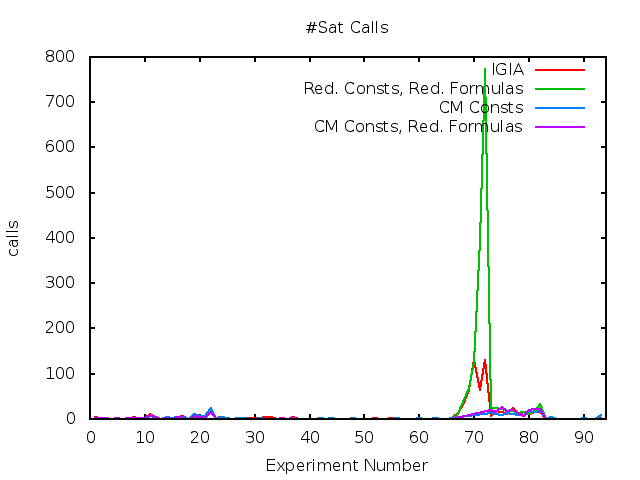 #Sat Calls
800
700
600
500
400
300
200
100
0
calls
IGIA
Red. Consts, Red. Formulas
CM Consts
CM Consts, Red. Formulas
0 10 20 30 40 50 60 70 80 90
Experiment Number